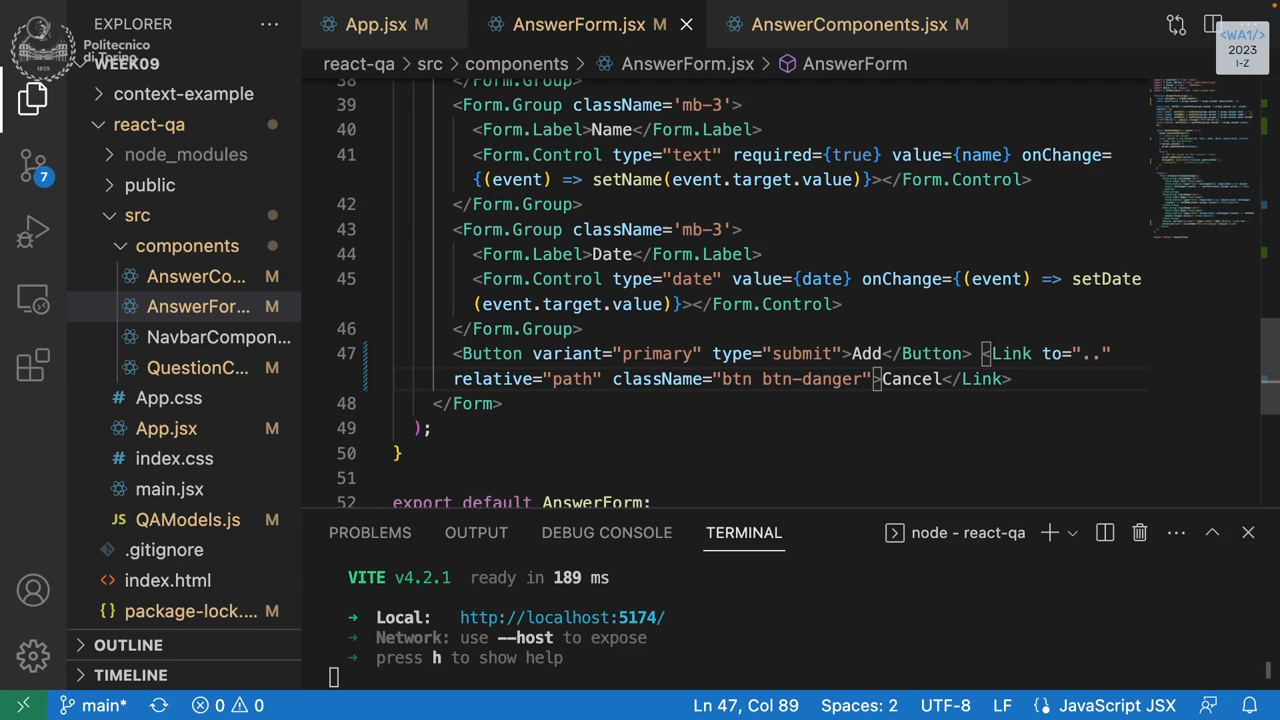 EXPLORER
Politecnico
di Torino
WEEK09
context-example
react-qa
node_modules
public
src
components
AnswerCo... M
AnswerFor... M
NavbarCompon...
QuestionC... M
App.css
App.jsx M
index.css
main.jsx
JS QAModels.js M
.gitignore
index.html
package-lock.... M
OUTLINE
TIMELINE
7
App.jsx M
AnswerForm.jsx M
AnswerComponents.jsx M
<WA1/>
2023
I-Z
react-qa > src > components > AnswerForm.jsx > AnswerForm
38 </Form.Group>
39 <Form.Group className='mb-3'>
40 <Form.Label>Name</Form.Label>
41 <Form.Control type="text" required={true} value={name} onChange=
{(event) => setName(event.target.value)}></Form.Control>
42 </Form.Group>
43 <Form.Group className='mb-3'>
44 <Form.Label>Date</Form.Label>
45 <Form.Control type="date" value={date} onChange={(event) => setDate
(event.target.value)}></Form.Control>
46 </Form.Group>
47 <Button variant="primary" type="submit">Add</Button> <Link to=".."
relative="path" className="btn btn-danger">Cancel</Link>
48 </Form>
49 );
50 }
51
52 export default AnswerForm;
PROBLEMS OUTPUT DEBUG CONSOLE TERMINAL node - react-qa
VITE v4.2.1 ready in 189 ms
➜ Local: http://localhost:5174/
➜ Network: use --host to expose
➜ press h to show help
main* 0 0 Ln 47, Col 89 Spaces: 2 UTF-8 LF JavaScript JSX